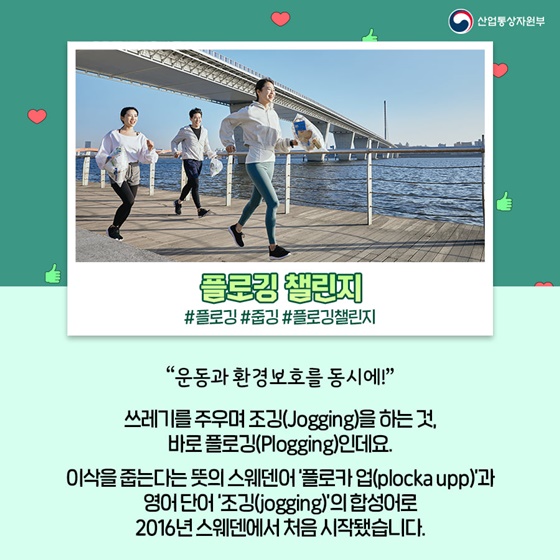 산업통상자원부
플로깅 챌린지
#플로깅 #줍깅 #플로깅챌린지
“운동과 환경보호를 동시에!”
쓰레기를 주우며 조깅(Jogging)을 하는 것,
바로 플로깅(Plogging)인데요.
이삭을 줍는다는 뜻의 스웨덴어 '플로카 업(plocka upp)'과
영어 단어 '조깅(jogging)'의 합성어로
2016년 스웨덴에서 처음 시작됐습니다.